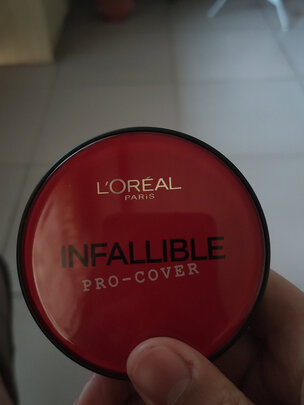 L'ORÉAL
PARIS
INFALLIBLE
PRO-COVER